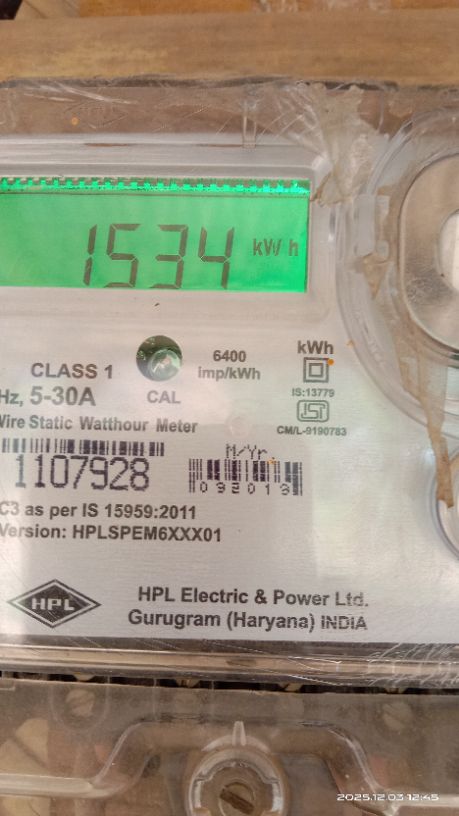 1534 kWh
6400
imp/kWh
kWh
CLASS 1
Hz, 5-30A
CAL
IS:13779
ISI
CM/L-9190783
Wire Static Watthour Meter
M/Yr.
1107928
092019
C3 as per IS 15959:2011
Version: HPLSPEM6XXX01
HPL
HPL Electric & Power Ltd.
Gurugram (Haryana) INDIA
2025.12.03 12:45